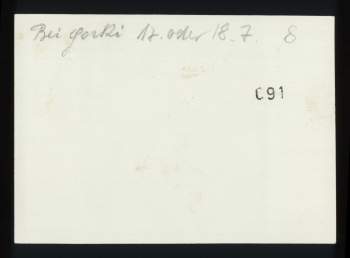 Bei Gorki 17. oder 18. 7. 8
C91